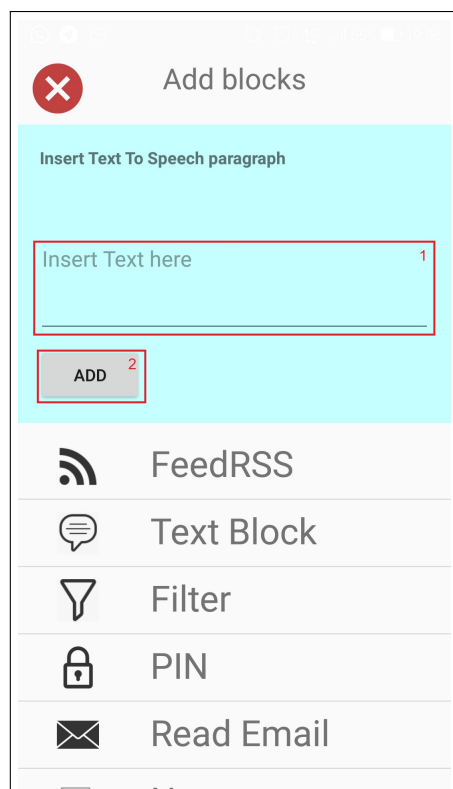 Add blocks
Insert Text To Speech paragraph
Insert Text here 1
ADD 2
FeedRSS
Text Block
Filter
PIN
Read Email